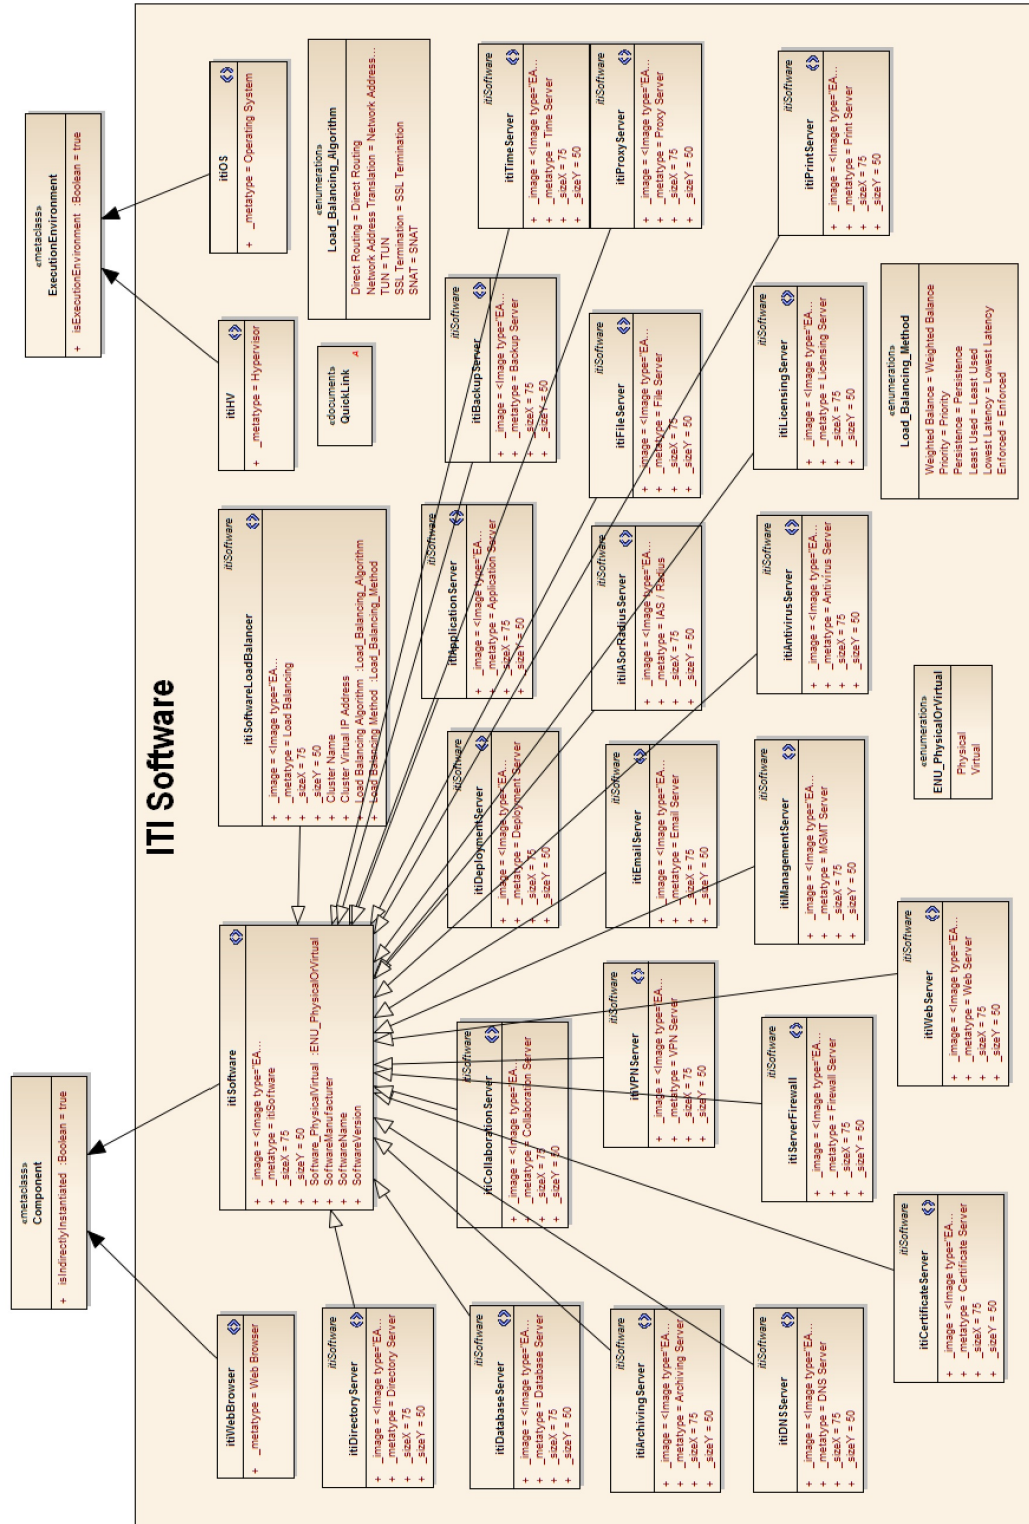 «metaclass»
Component
+ isIndirectlyInstantiated :Boolean = true
«metaclass»
ExecutionEnvironment
+ isExecutionEnvironment :Boolean = true
ITI Software
itiWebBrowser
+ _metatype = Web Browser
itiSoftware
+ _image = <Image type="EA...
+ _metatype = itiSoftware
+ _sizeX = 75
+ _sizeY = 50
+ Software_PhysicalVirtual :ENU_PhysicalOrVirtual
+ SoftwareManufacturer
+ SoftwareName
+ SoftwareVersion
itiSoftware
itiSoftwareLoadBalancer
+ _image = <Image type="EA...
+ _metatype = Load Balancing
+ _sizeX = 75
+ _sizeY = 50
+ Cluster Name
+ Cluster Virtual IP Address
+ Load Balancing Algorithm :Load_Balancing_Algorithm
+ Load Balancing Method :Load_Balancing_Method
itiHV
+ _metatype = Hypervisor
itiOS
+ _metatype = Operating System
«document»
QuickLink
A
«enumeration»
Load_Balancing_Algorithm
Direct Routing = Direct Routing
Network Address Translation = Network Address...
TUN = TUN
SSL Termination = SSL Termination
SNAT = SNAT
itiSoftware
itiDirectoryServer
+ _image = <Image type="EA...
+ _metatype = Directory Server
+ _sizeX = 75
+ _sizeY = 50
itiSoftware
itiDatabaseServer
+ _image = <Image type="EA...
+ _metatype = Database Server
+ _sizeX = 75
+ _sizeY = 50
itiSoftware
itiCollaborationServer
+ _image = <Image type="EA...
+ _metatype = Collaboration Server
+ _sizeX = 75
+ _sizeY = 50
itiSoftware
itiDeploymentServer
+ _image = <Image type="EA...
+ _metatype = Deployment Server
+ _sizeX = 75
+ _sizeY = 50
itiSoftware
itiApplicationServer
+ _image = <Image type="EA...
+ _metatype = Application Server
+ _sizeX = 75
+ _sizeY = 50
itiSoftware
itiBackupServer
+ _image = <Image type="EA...
+ _metatype = Backup Server
+ _sizeX = 75
+ _sizeY = 50
itiSoftware
itiTimeServer
+ _image = <Image type="EA...
+ _metatype = Time Server
+ _sizeX = 75
+ _sizeY = 50
itiSoftware
itiArchivingServer
+ _image = <Image type="EA...
+ _metatype = Archiving Server
+ _sizeX = 75
+ _sizeY = 50
itiSoftware
itiVPNServer
+ _image = <Image type="EA...
+ _metatype = VPN Server
+ _sizeX = 75
+ _sizeY = 50
itiSoftware
itiEmailServer
+ _image = <Image type="EA...
+ _metatype = Email Server
+ _sizeX = 75
+ _sizeY = 50
itiSoftware
itiIASorRadiusServer
+ _image = <Image type="EA...
+ _metatype = IAS / Radius
+ _sizeX = 75
+ _sizeY = 50
itiSoftware
itiFileServer
+ _image = <Image type="EA...
+ _metatype = File Server
+ _sizeX = 75
+ _sizeY = 50
itiSoftware
itiProxyServer
+ _image = <Image type="EA...
+ _metatype = Proxy Server
+ _sizeX = 75
+ _sizeY = 50
itiSoftware
itiDNSServer
+ _image = <Image type="EA...
+ _metatype = DNS Server
+ _sizeX = 75
+ _sizeY = 50
itiSoftware
itiServerFirewall
+ _image = <Image type="EA...
+ _metatype = Firewall Server
+ _sizeX = 75
+ _sizeY = 50
itiSoftware
itiManagementServer
+ _image = <Image type="EA...
+ _metatype = MGMT Server
+ _sizeX = 75
+ _sizeY = 50
itiSoftware
itiAntivirusServer
+ _image = <Image type="EA...
+ _metatype = Antivirus Server
+ _sizeX = 75
+ _sizeY = 50
itiSoftware
itiLicensingServer
+ _image = <Image type="EA...
+ _metatype = Licensing Server
+ _sizeX = 75
+ _sizeY = 50
itiSoftware
itiPrintServer
+ _image = <Image type="EA...
+ _metatype = Print Server
+ _sizeX = 75
+ _sizeY = 50
itiSoftware
itiCertificateServer
+ _image = <Image type="EA...
+ _metatype = Certificate Server
+ _sizeX = 75
+ _sizeY = 50
itiSoftware
itiWebServer
+ _image = <Image type="EA...
+ _metatype = Web Server
+ _sizeX = 75
+ _sizeY = 50
«enumeration»
ENU_PhysicalOrVirtual
Physical
Virtual
«enumeration»
Load_Balancing_Method
Weighted Balance = Weighted Balance
Priority = Priority
Persistence = Persistence
Least Used = Least Used
Lowest Latency = Lowest Latency
Enforced = Enforced